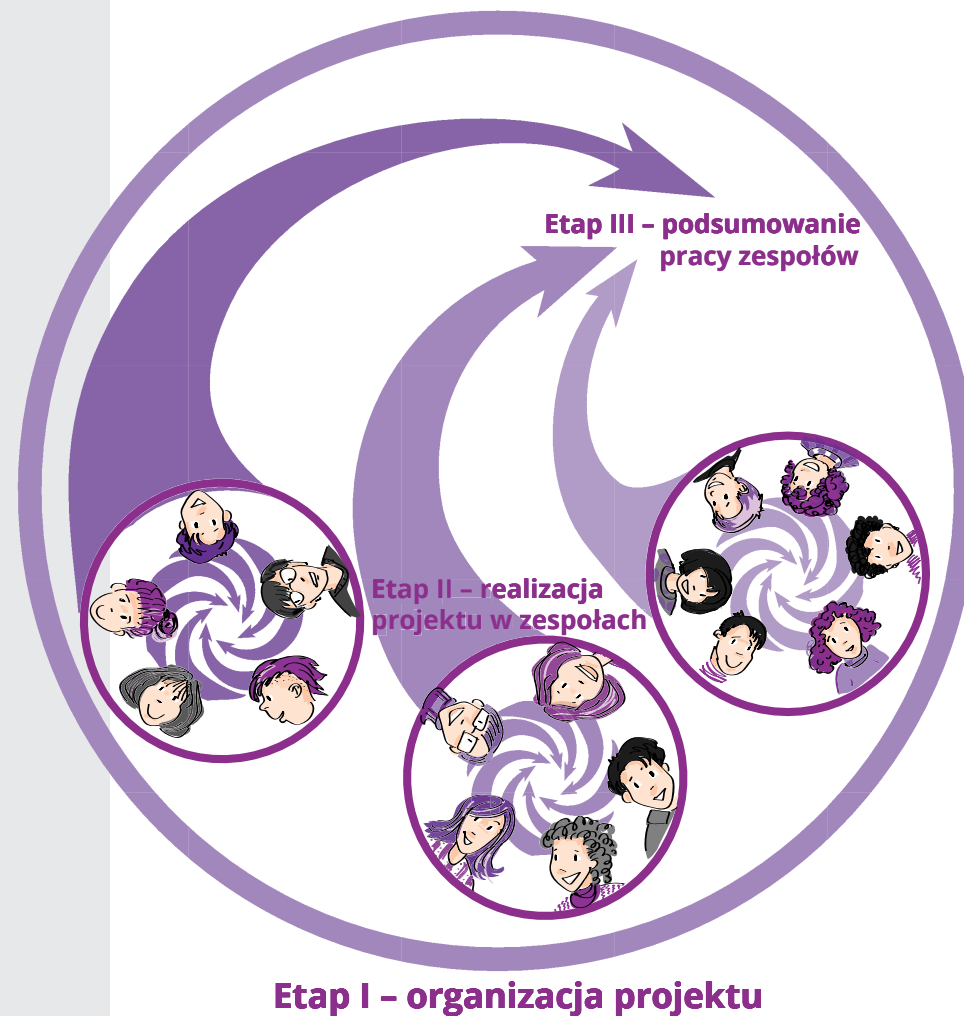 Etap III – podsumowanie
pracy zespołów
Etap II – realizacja
projektu w zespołach
Etap I – organizacja projektu